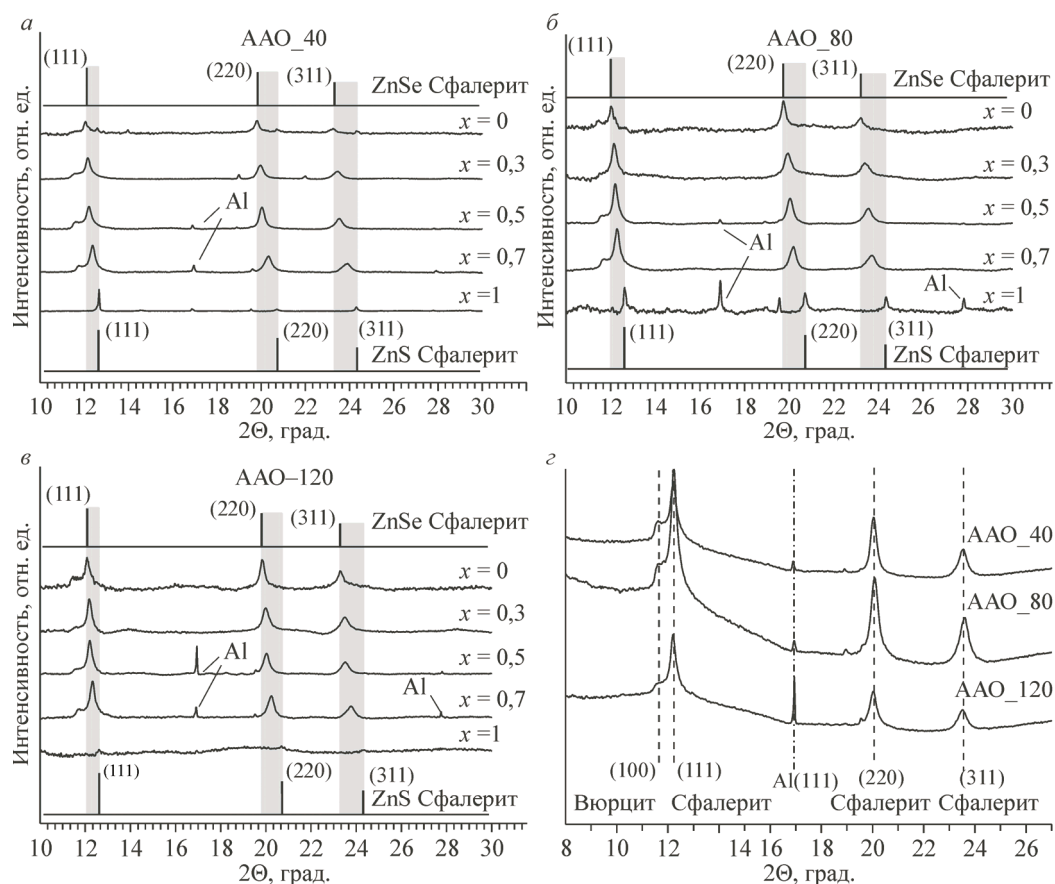 а
ААО_40
(111)
(220)
(311)
ZnSe Сфалерит
x = 0
x = 0,3
Al
x = 0,5
x = 0,7
x =1
(111)
(220)
(311)
ZnS Сфалерит
10 12 14 16 18 20 22 24 26 28 30
2Θ, град.
Интенсивность, отн. ед.
б
ААО_80
(111)
(220)
(311)
ZnSe Сфалерит
x = 0
x = 0,3
x = 0,5
Al
x = 0,7
Al
x =1
(111)
(220)
(311)
ZnS Сфалерит
10 12 14 16 18 20 22 24 26 28 30
2Θ, град.
Интенсивность, отн. ед.
в
ААО–120
(111)
(220)
(311)
ZnSe Сфалерит
x = 0
x = 0,3
Al
x = 0,5
Al
x = 0,7
x =1
(111)
(220)
(311)
ZnS Сфалерит
10 12 14 16 18 20 22 24 26 28 30
2Θ, град.
Интенсивность, отн. ед.
г
ААО_40
ААО_80
ААО_120
(100) (111) Al(111) (220) (311)
Вюрцит Сфалерит Сфалерит Сфалерит
8 10 12 14 16 18 20 22 24 26
2Θ, град.